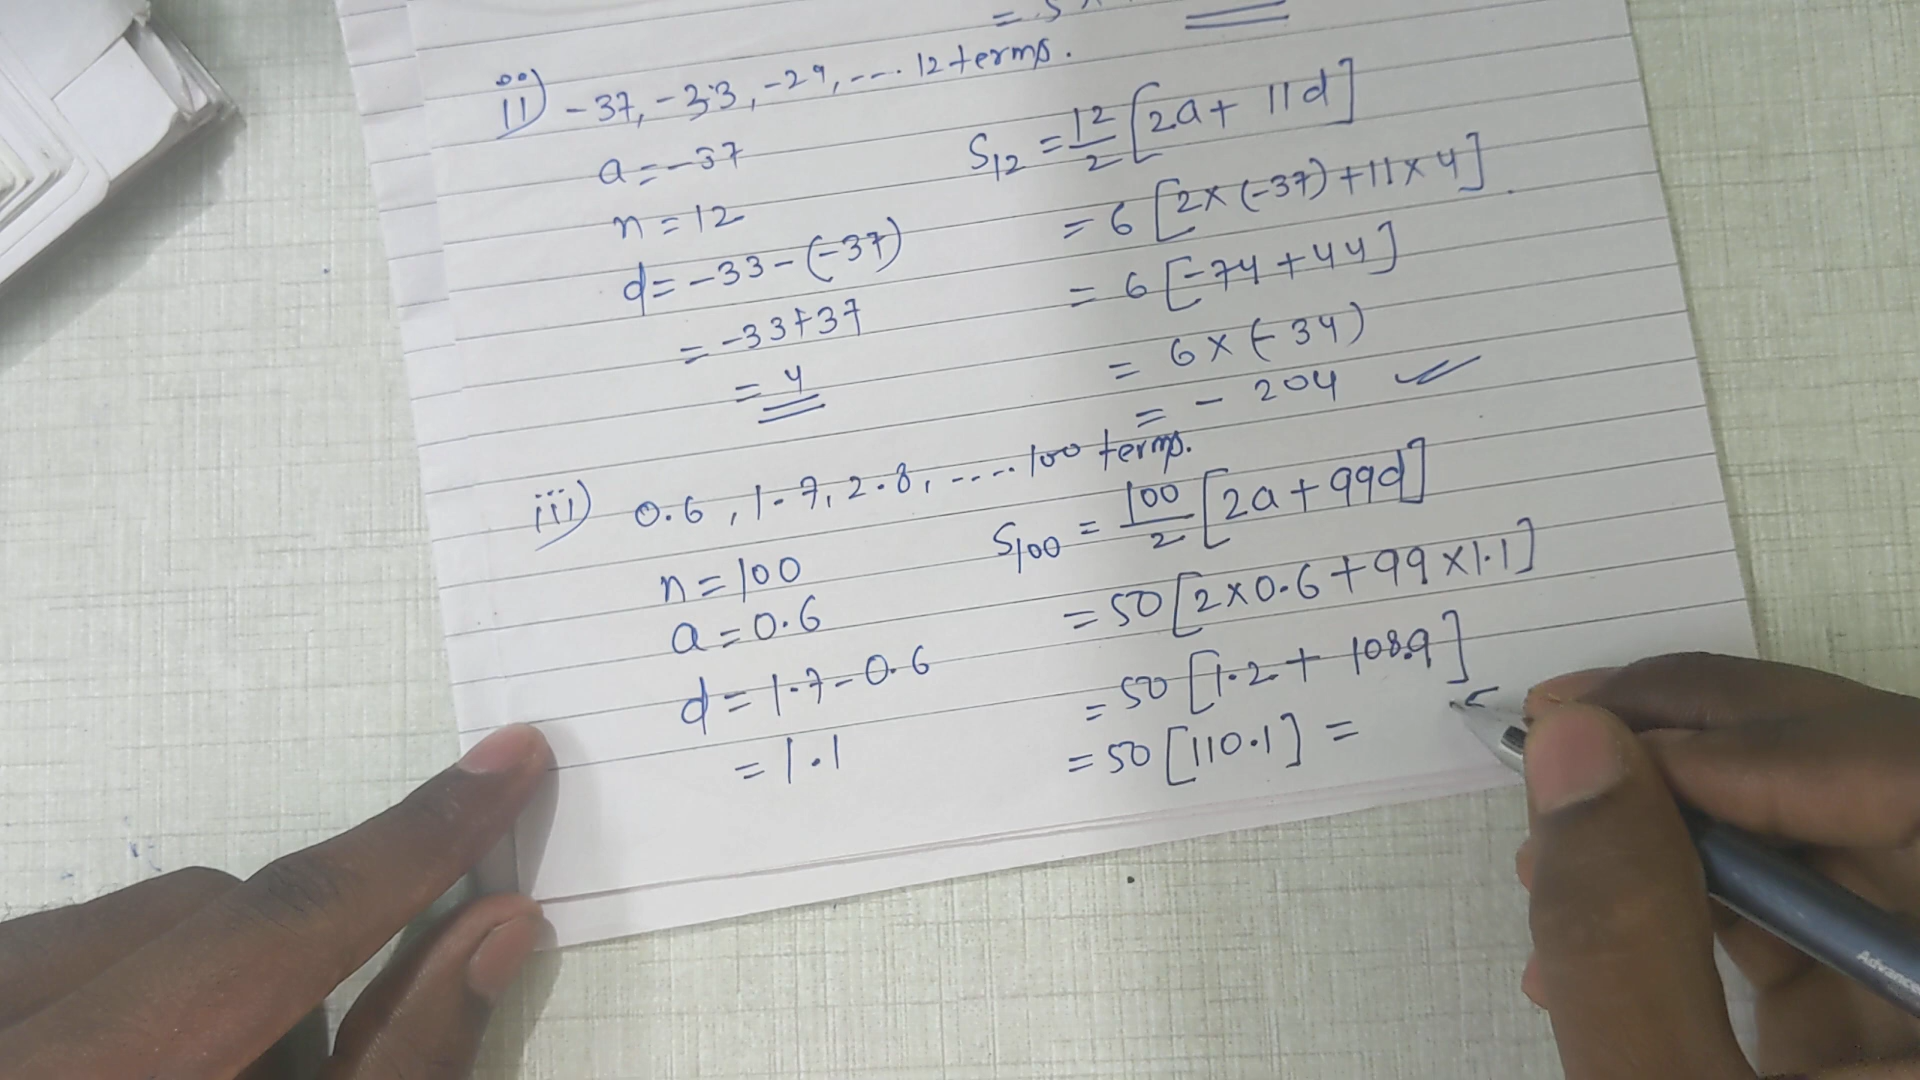 = 5 ×
ii) -37, -33, -29, .... 12 terms.
a = -37
n = 12
d = -33 - (-37)
= -33+37
= 4
S12 = 12/2 [2a + 11d]
= 6 [2×(-37)+11×4].
= 6 [-74+44]
= 6 × (-34)
= - 204 ✓
iii) 0.6, 1.7, 2.8, .... 100 terms.
n = 100
a = 0.6
d = 1.7 - 0.6
= 1.1
S100 = 100/2 [2a + 99d]
= 50 [2×0.6 + 99 ×1.1]
= 50 [1.2 + 108.9]
= 50 [110.1] =
Advance